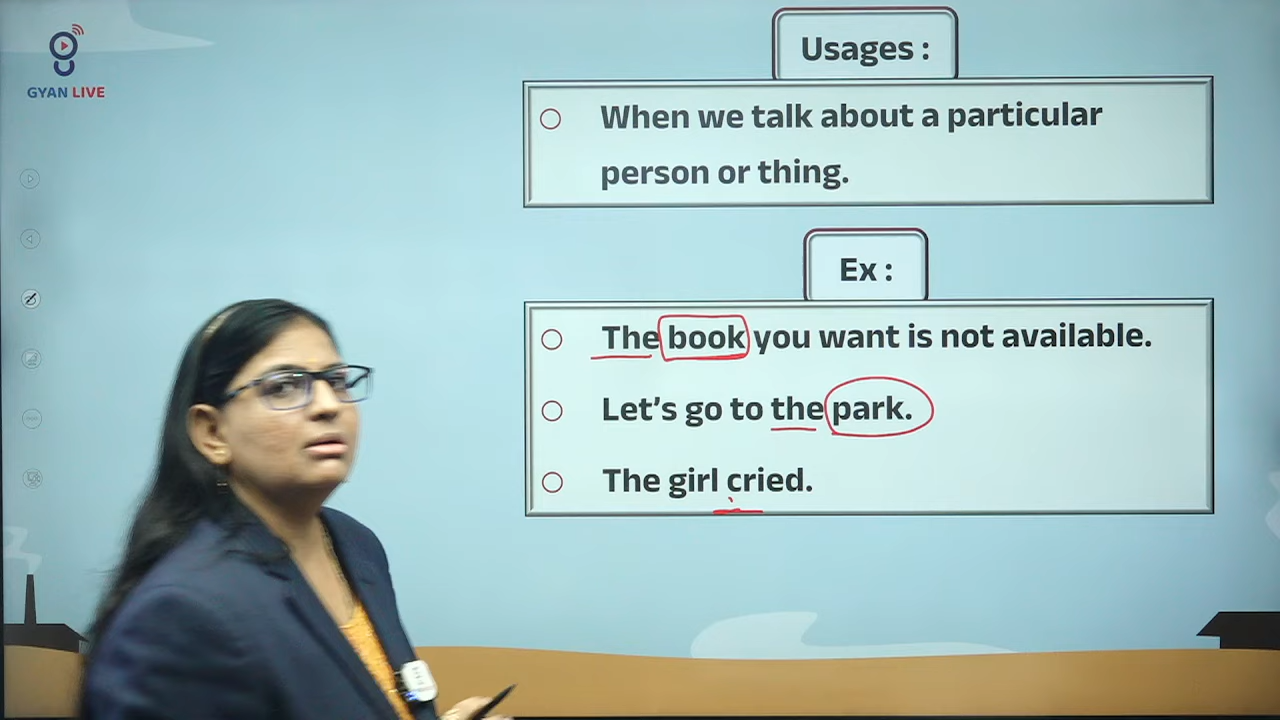 GYAN LIVE
Usages :
When we talk about a particular
person or thing.
Ex :
The book you want is not available.
Let's go to the park.
The girl cried.